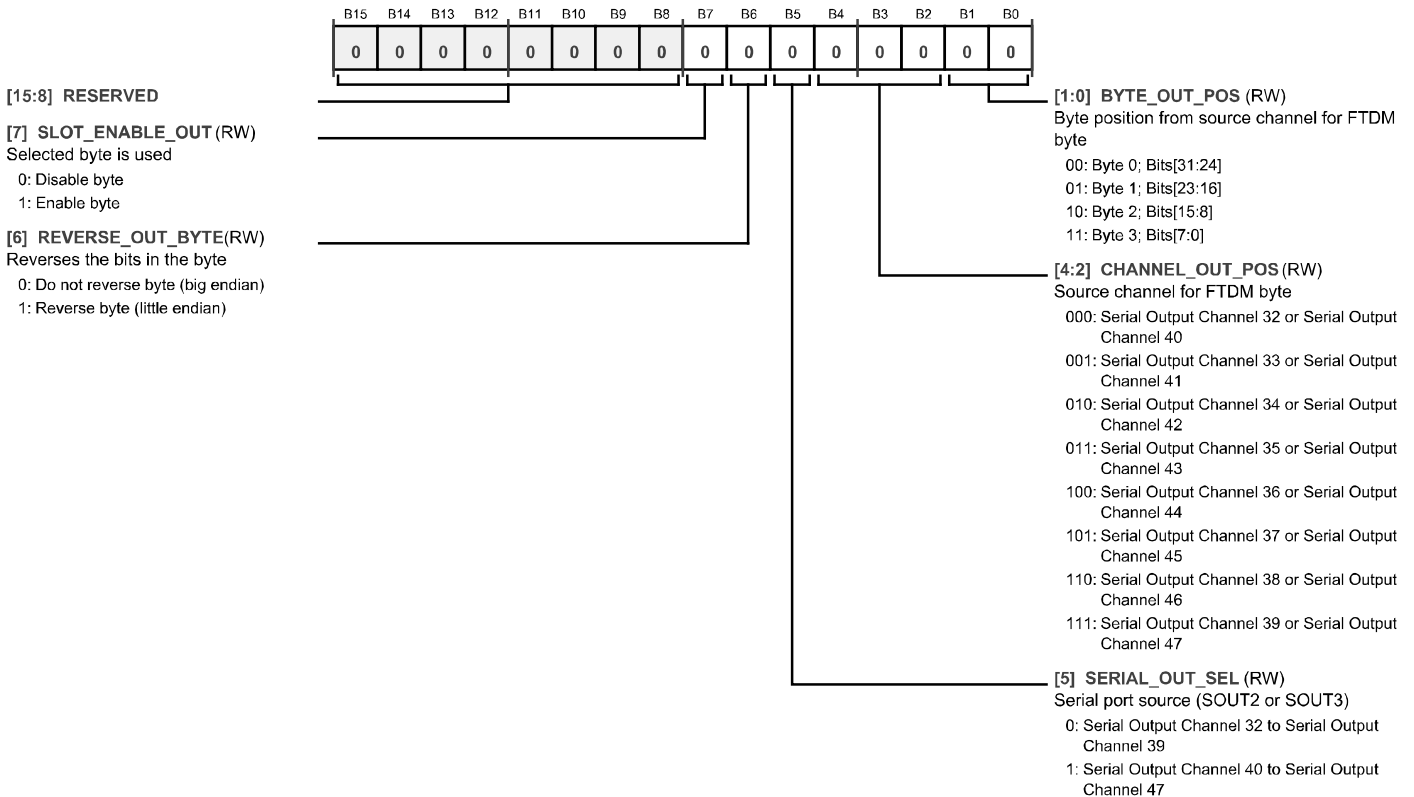 B15 B14 B13 B12 B11 B10 B9 B8 B7 B6 B5 B4 B3 B2 B1 B0
0 0 0 0 0 0 0 0 0 0 0 0 0 0 0 0
[15:8] RESERVED
[7] SLOT_ENABLE_OUT (RW)
Selected byte is used
0: Disable byte
1: Enable byte
[6] REVERSE_OUT_BYTE(RW)
Reverses the bits in the byte
0: Do not reverse byte (big endian)
1: Reverse byte (little endian)
[1:0] BYTE_OUT_POS (RW)
Byte position from source channel for FTDM
byte
00: Byte 0; Bits[31:24]
01: Byte 1; Bits[23:16]
10: Byte 2; Bits[15:8]
11: Byte 3; Bits[7:0]
[4:2] CHANNEL_OUT_POS (RW)
Source channel for FTDM byte
000: Serial Output Channel 32 or Serial Output
Channel 40
001: Serial Output Channel 33 or Serial Output
Channel 41
010: Serial Output Channel 34 or Serial Output
Channel 42
011: Serial Output Channel 35 or Serial Output
Channel 43
100: Serial Output Channel 36 or Serial Output
Channel 44
101: Serial Output Channel 37 or Serial Output
Channel 45
110: Serial Output Channel 38 or Serial Output
Channel 46
111: Serial Output Channel 39 or Serial Output
Channel 47
[5] SERIAL_OUT_SEL (RW)
Serial port source (SOUT2 or SOUT3)
0: Serial Output Channel 32 to Serial Output
Channel 39
1: Serial Output Channel 40 to Serial Output
Channel 47